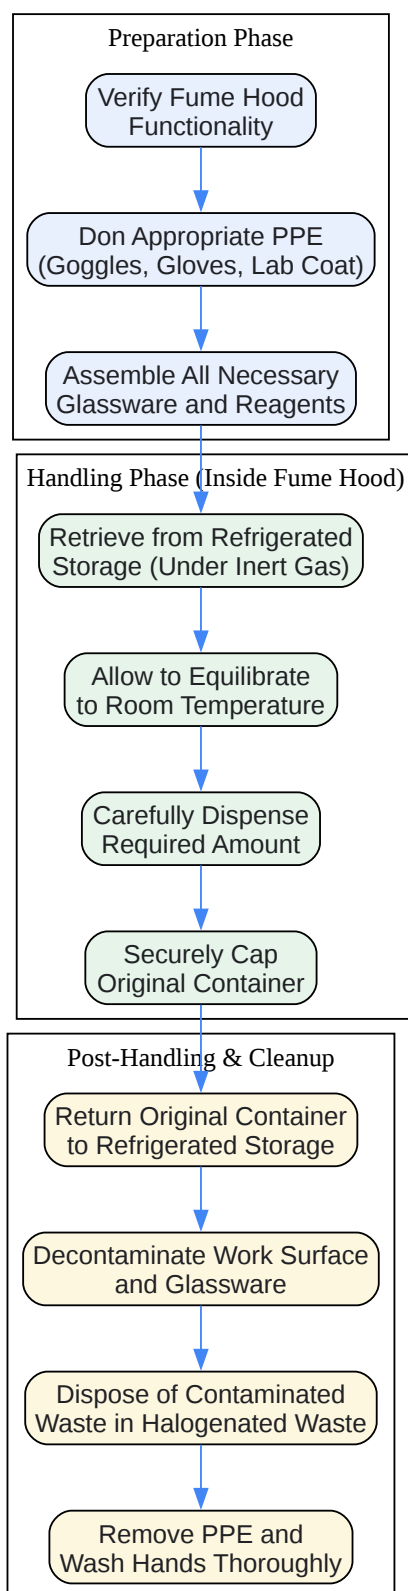 Preparation Phase
Verify Fume Hood
Functionality
Don Appropriate PPE
(Goggles, Gloves, Lab Coat)
Assemble All Necessary
Glassware and Reagents
Handling Phase (Inside Fume Hood)
Retrieve from Refrigerated
Storage (Under Inert Gas)
Allow to Equilibrate
to Room Temperature
Carefully Dispense
Required Amount
Securely Cap
Original Container
Post-Handling & Cleanup
Return Original Container
to Refrigerated Storage
Decontaminate Work Surface
and Glassware
Dispose of Contaminated
Waste in Halogenated Waste
Remove PPE and
Wash Hands Thoroughly